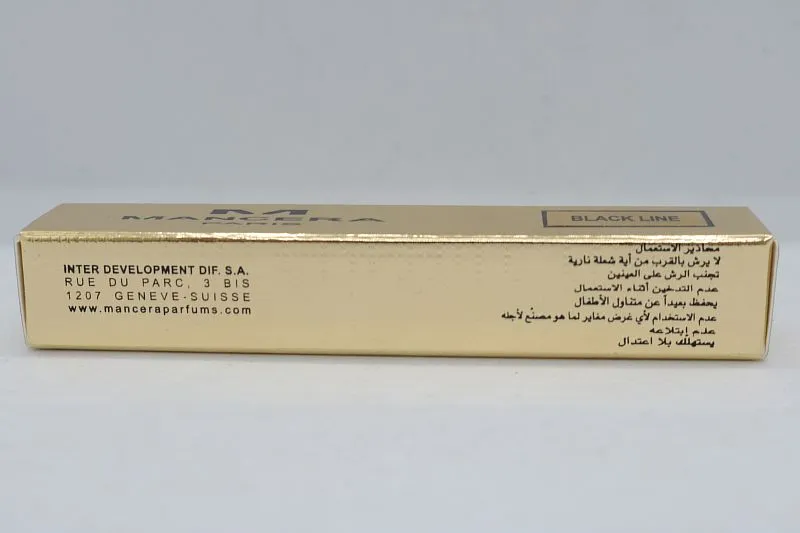 M
MANCERA
PARIS
BLACK LINE
INTER DEVELOPMENT DIF. S.A.
RUE DU PARC, 3 BIS
1207 GENEVE-SUISSE
www.manceraparfums.com
محاذير الاستعمال
لا يرش بالقرب من أية شعلة نارية
تجنب الرش على العينين
عدم التدخين أثناء الاستعمال
يحفظ بعيداً عن متناول الأطفال
عدم الاستخدام لأي غرض مغاير لما هو مصنّع لأجله
عدم إبتلاعه
يستهلك بلا اعتدال